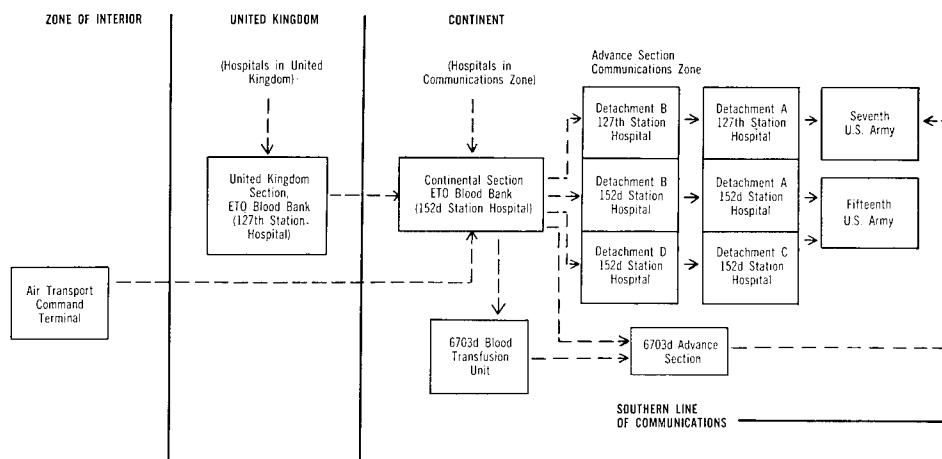 ZONE OF INTERIOR
UNITED KINGDOM
CONTINENT
(Hospitals in United
Kingdom)
(Hospitals in
Communications Zone)
Advance Section
Communications Zone
Detachment B
127th Station
Hospital
Detachment A
127th Station
Hospital
Seventh
U.S. Army
United Kingdom
Section,
ETO Blood Bank
(127th Station
Hospital)
Continental Section
ETO Blood Bank
(152d Station Hospital)
Detachment B
152d Station
Hospital
Detachment A
152d Station
Hospital
Fifteenth
U.S. Army
Detachment D
152d Station
Hospital
Detachment C
152d Station
Hospital
Air Transport
Command
Terminal
6703d Blood
Transfusion
Unit
6703d Advance
Section
SOUTHERN LINE
OF COMMUNICATIONS